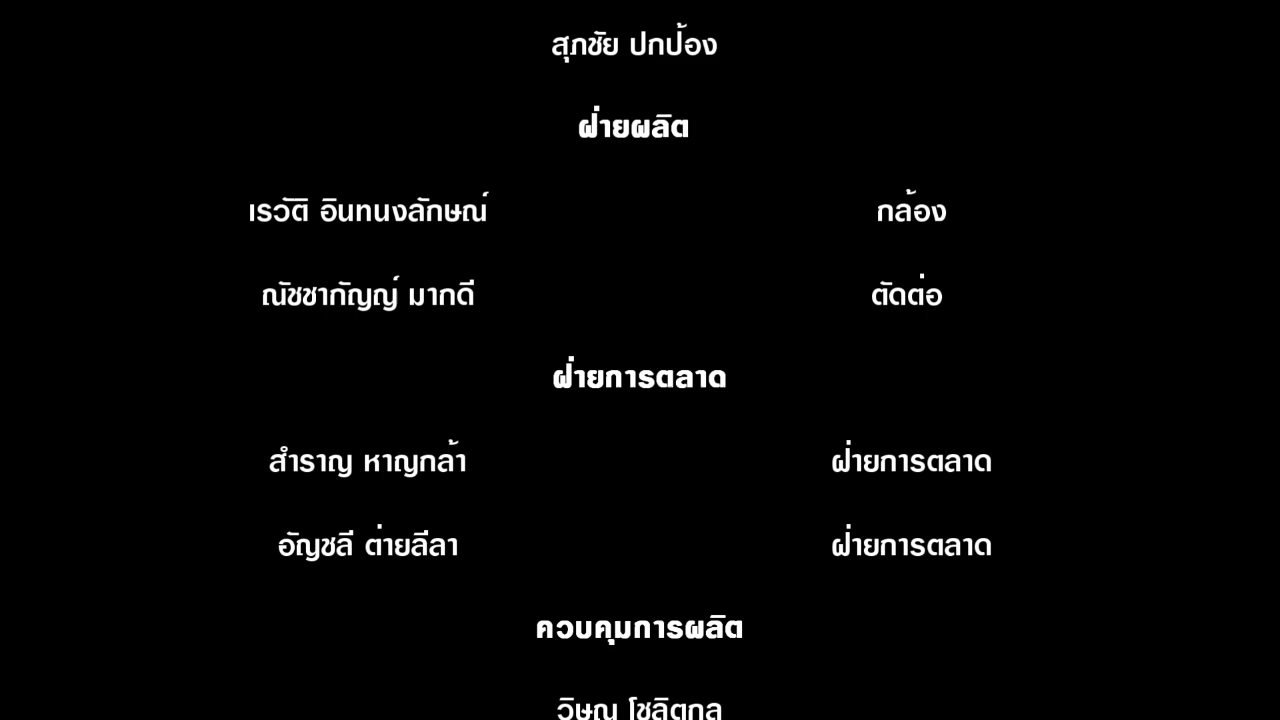 สุภชัย ปกป้อง
ฝ่ายผลิต
เรวัติ อินทนงลักษณ์ กล้อง
ณัชชากัญญ์ มากดี ตัดต่อ
ฝ่ายการตลาด
สำราญ หาญกล้า ฝ่ายการตลาด
อัญชลี ต่ายลีลา ฝ่ายการตลาด
ควบคุมการผลิต